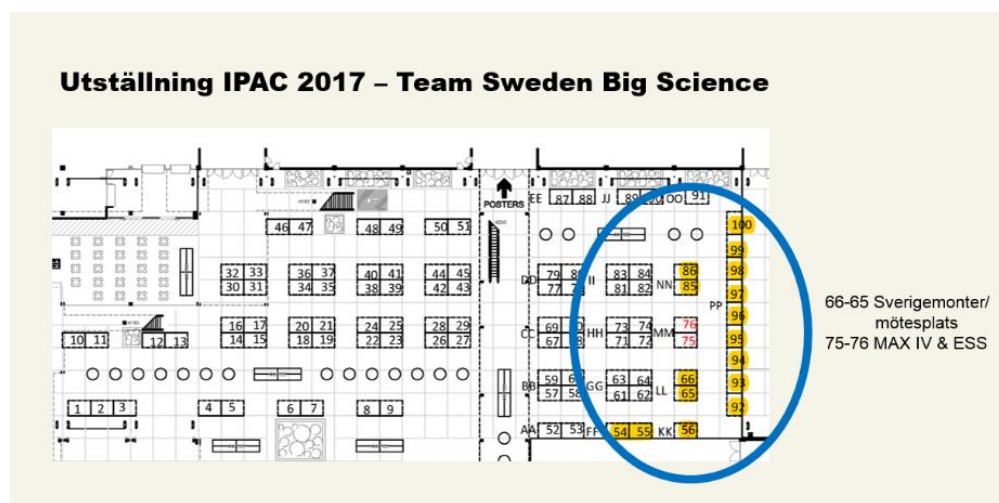 Utställning IPAC 2017 – Team Sweden Big Science
POSTERS
EE 87 88 JJ 89 90 OO 91
46 47 48 49 50 51
100
99
32 33 36 37 40 41 44 45 DD 79 80 II 83 84 86
30 31 34 35 38 39 42 43 77 81 82 NN 85 98
97
PP
96
16 17 20 21 24 25 28 29 CC 69 HH 73 74 MM 76
10 11 12 13 14 15 18 19 22 23 26 27 67 71 72 75 95
94
BB 59 GG 63 64 LL 66 93
1 2 3 4 5 6 7 8 9 57 58 61 62 65 92
AA 52 53 FF 54 55 KK 56
66-65 Sverigemonter/
mötesplats
75-76 MAX IV & ESS